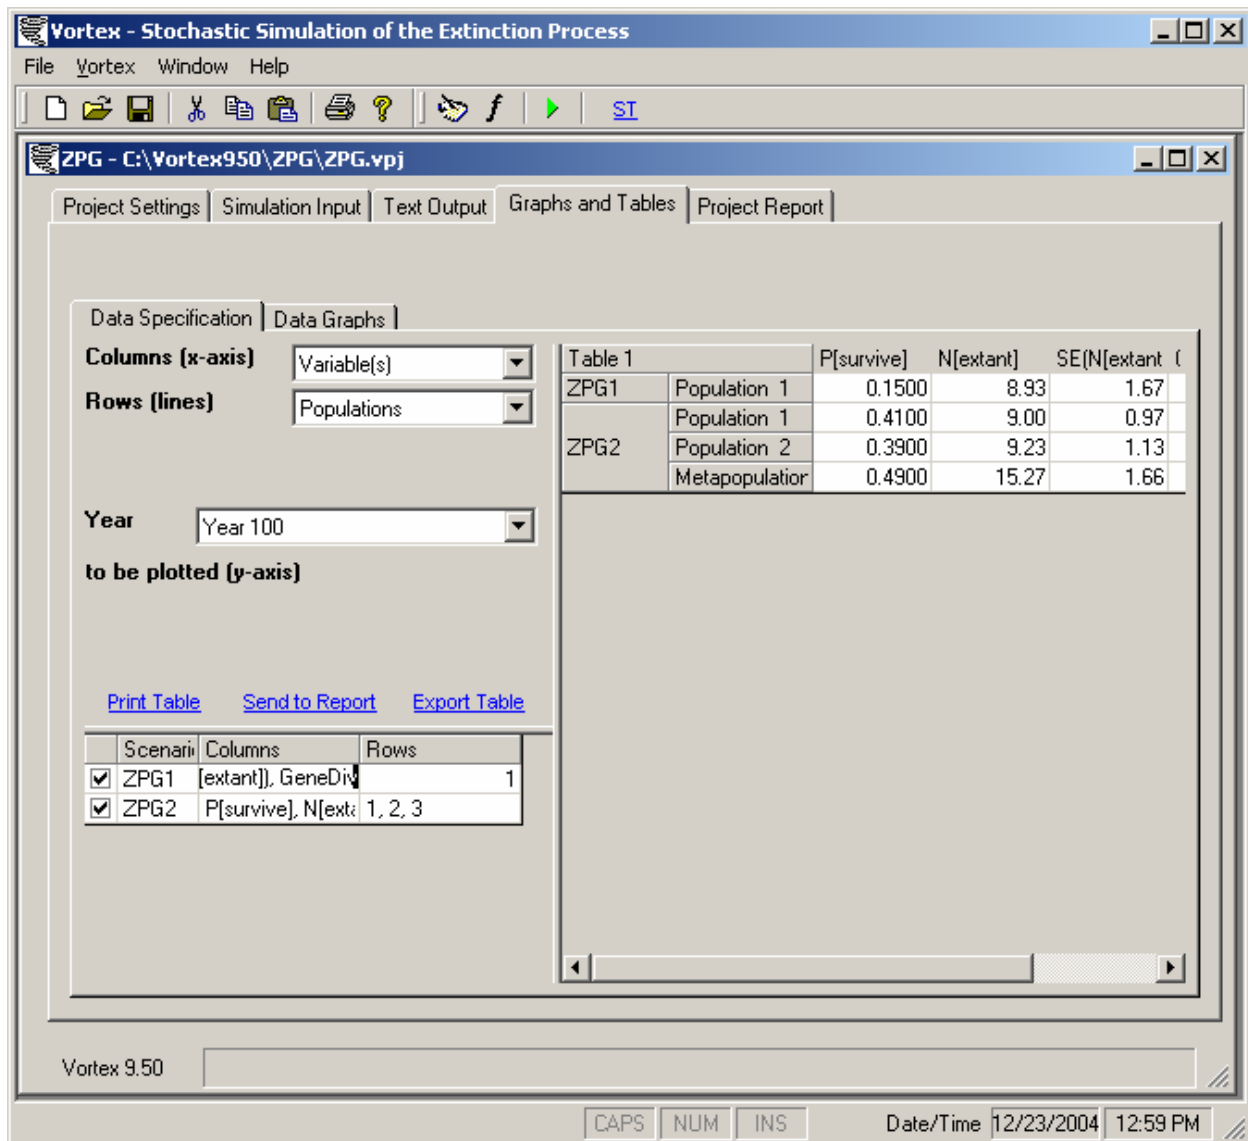 Vortex - Stochastic Simulation of the Extinction Process
File Vortex Window Help
ST
ZPG - C:\Vortex950\ZPG\ZPG.vpj
Project Settings Simulation Input Text Output Graphs and Tables Project Report
Data Specification Data Graphs
Columns (x-axis) Variable(s)
Rows (lines) Populations
Year Year 100
to be plotted (y-axis)
Print Table Send to Report Export Table
Scenari Columns Rows
ZPG1 [extant]), GeneDiv 1
ZPG2 P[survive], N[exta 1, 2, 3
Table 1 P[survive] N[extant] SE(N[extant (
ZPG1 Population 1 0.1500 8.93 1.67
Population 1 0.4100 9.00 0.97
ZPG2 Population 2 0.3900 9.23 1.13
Metapopulation 0.4900 15.27 1.66
Vortex 9.50
CAPS NUM INS Date/Time 12/23/2004 12:59 PM